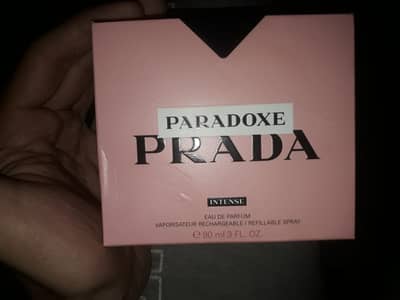 PARADOXE
PRADA
INTENSE
EAU DE PARFUM
VAPORISATEUR RECHARGEABLE / REFILLABLE SPRAY
℮ 90 ml 3 FL. OZ.